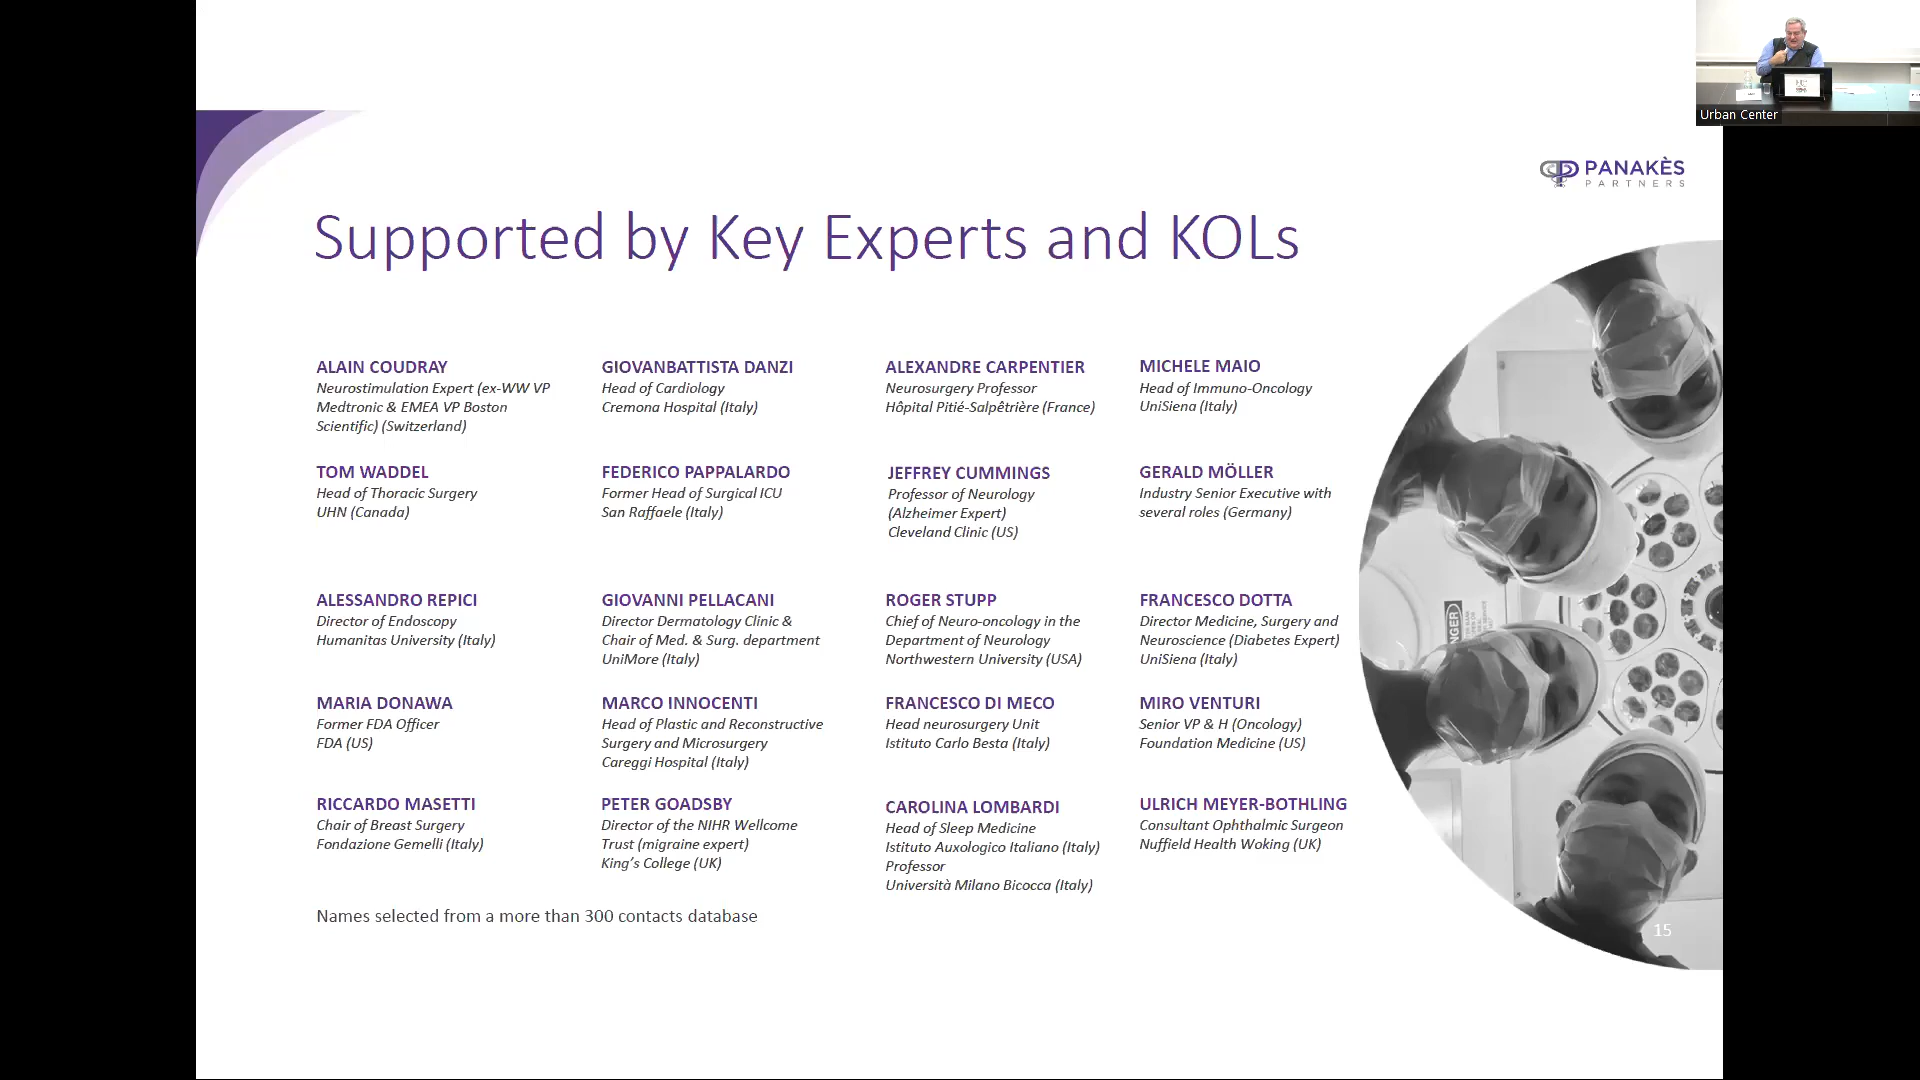 Urban Center
PANAKÈS
PARTNERS
Supported by Key Experts and KOLs
ALAIN COUDRAY
Neurostimulation Expert (ex-WW VP
Medtronic & EMEA VP Boston
Scientific) (Switzerland)
GIOVANBATTISTA DANZI
Head of Cardiology
Cremona Hospital (Italy)
ALEXANDRE CARPENTIER
Neurosurgery Professor
Hôpital Pitié-Salpêtrière (France)
MICHELE MAIO
Head of Immuno-Oncology
UniSiena (Italy)
TOM WADDEL
Head of Thoracic Surgery
UHN (Canada)
FEDERICO PAPPALARDO
Former Head of Surgical ICU
San Raffaele (Italy)
JEFFREY CUMMINGS
Professor of Neurology
(Alzheimer Expert)
Cleveland Clinic (US)
GERALD MÖLLER
Industry Senior Executive with
several roles (Germany)
ALESSANDRO REPICI
Director of Endoscopy
Humanitas University (Italy)
GIOVANNI PELLACANI
Director Dermatology Clinic &
Chair of Med. & Surg. department
UniMore (Italy)
ROGER STUPP
Chief of Neuro-oncology in the
Department of Neurology
Northwestern University (USA)
FRANCESCO DOTTA
Director Medicine, Surgery and
Neuroscience (Diabetes Expert)
UniSiena (Italy)
MARIA DONAWA
Former FDA Officer
FDA (US)
MARCO INNOCENTI
Head of Plastic and Reconstructive
Surgery and Microsurgery
Careggi Hospital (Italy)
FRANCESCO DI MECO
Head neurosurgery Unit
Istituto Carlo Besta (Italy)
MIRO VENTURI
Senior VP & H (Oncology)
Foundation Medicine (US)
RICCARDO MASETTI
Chair of Breast Surgery
Fondazione Gemelli (Italy)
PETER GOADSBY
Director of the NIHR Wellcome
Trust (migraine expert)
King's College (UK)
CAROLINA LOMBARDI
Head of Sleep Medicine
Istituto Auxologico Italiano (Italy)
Professor
Università Milano Bicocca (Italy)
ULRICH MEYER-BOTHLING
Consultant Ophthalmic Surgeon
Nuffield Health Woking (UK)
Names selected from a more than 300 contacts database
15